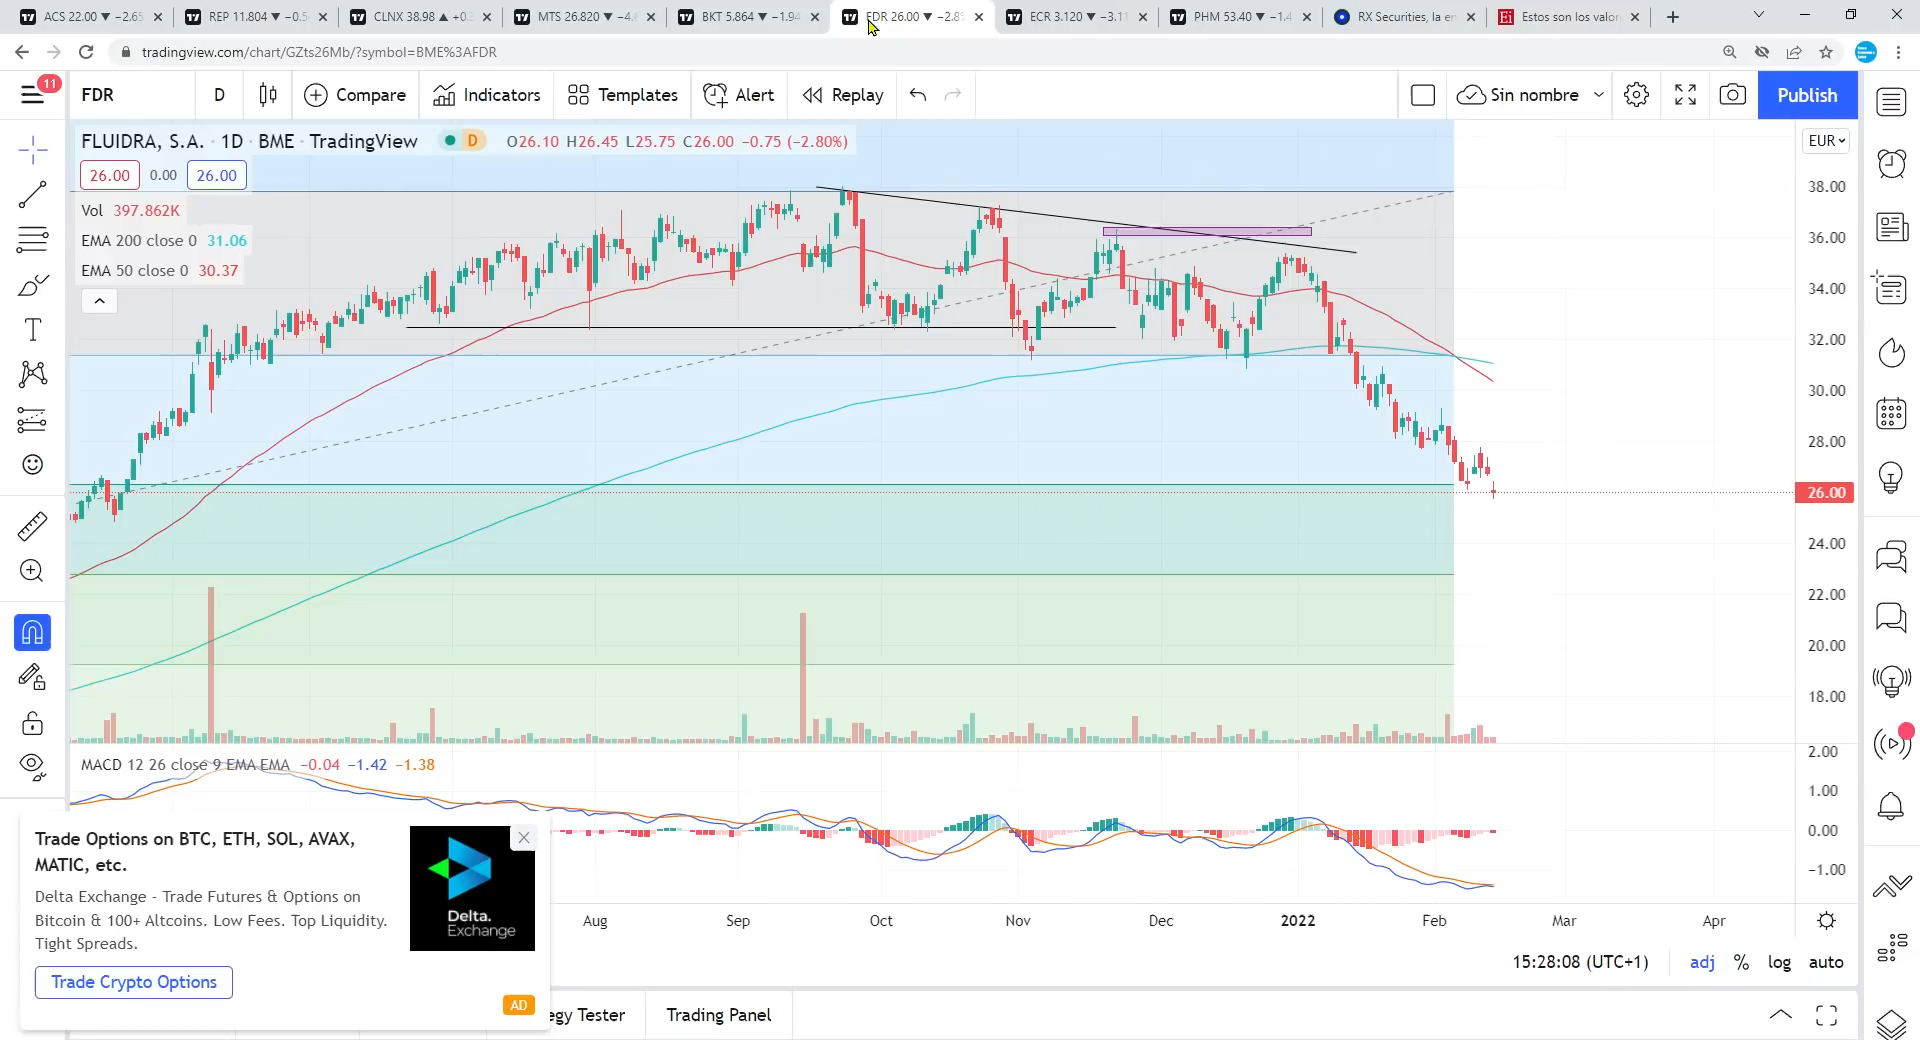 ACS 22.00 ▼ −2.65
REP 11.804 ▼ −0.5
CLNX 38.98 ▲ +0.
MTS 26.820 ▼ −4.
BKT 5.864 ▼ −1.94
FDR 26.00 ▼ −2.8
ECR 3.120 ▼ −3.1
PHM 53.40 ▼ −1.4
RX Securities, la en
Estos son los valor
tradingview.com/chart/GZts26Mb/?symbol=BME%3AFDR
11
FDR
D
Compare
Indicators
Templates
Alert
Replay
Sin nombre
Publish
FLUIDRA, S.A. · 1D · BME · TradingView
D
O26.10 H26.45 L25.75 C26.00 −0.75 (−2.80%)
EUR
26.00 0.00 26.00
Vol 397.862K
EMA 200 close 0 31.06
EMA 50 close 0 30.37
38.00
36.00
34.00
32.00
30.00
28.00
26.00
24.00
22.00
20.00
18.00
2.00
1.00
0.00
−1.00
MACD 12 26 close 9 EMA EMA −0.04 −1.42 −1.38
Trade Options on BTC, ETH, SOL, AVAX,
MATIC, etc.
Delta Exchange - Trade Futures & Options on
Bitcoin & 100+ Altcoins. Low Fees. Top Liquidity.
Tight Spreads.
Trade Crypto Options
Delta.
Exchange
AD
Aug Sep Oct Nov Dec 2022 Feb Mar Apr
15:28:08 (UTC+1)
adj % log auto
egy Tester
Trading Panel